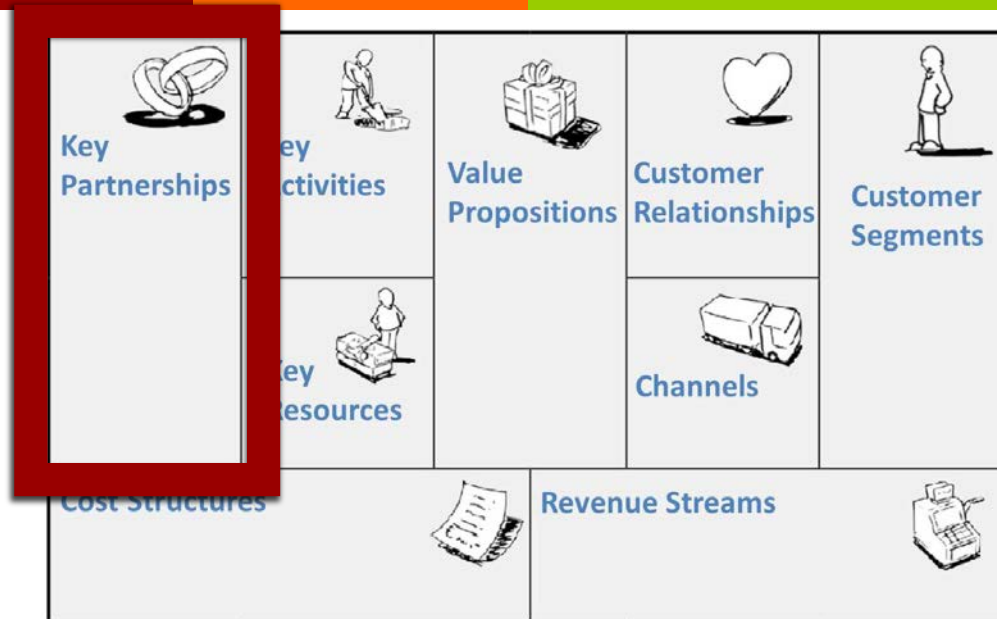 Key
Partnerships
ey
ctivities
Value
Propositions
Customer
Relationships
Customer
Segments
ey
esources
Channels
Cost Structures
Revenue Streams